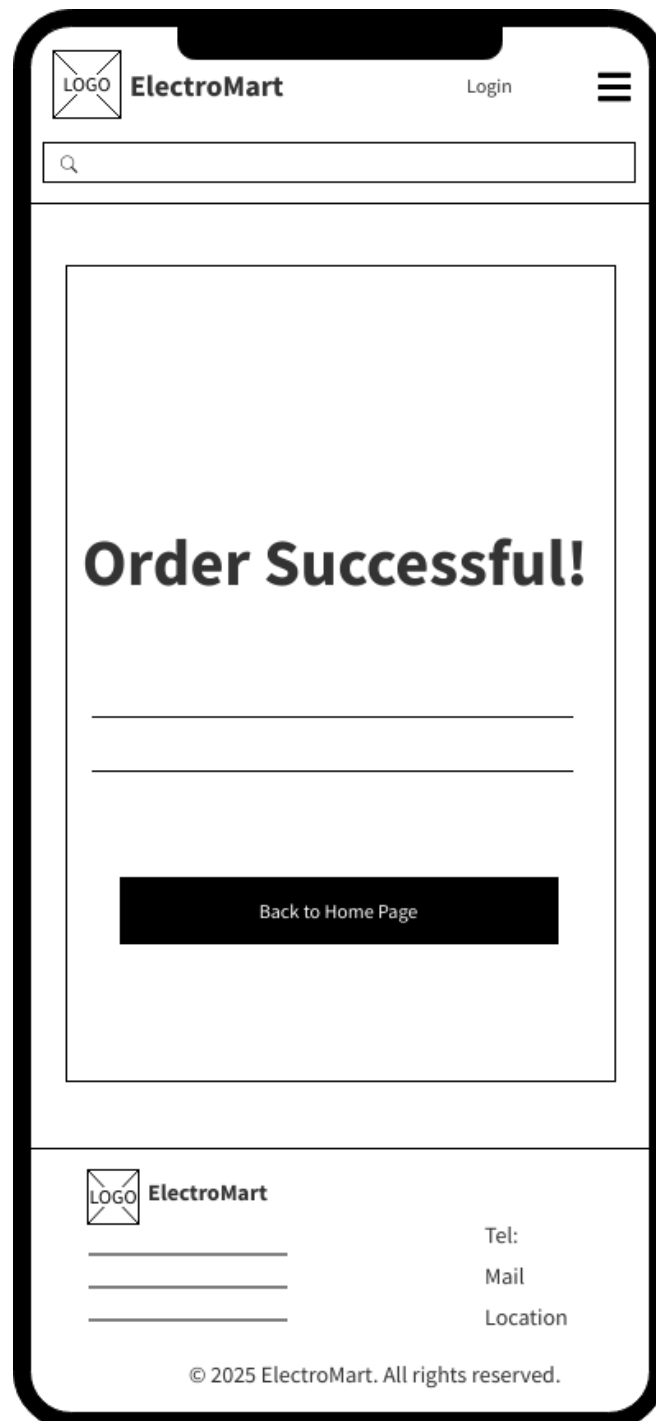 LOGO ElectroMart Login
Order Successful!
Back to Home Page
LOGO ElectroMart
Tel:
Mail
Location
© 2025 ElectroMart. All rights reserved.